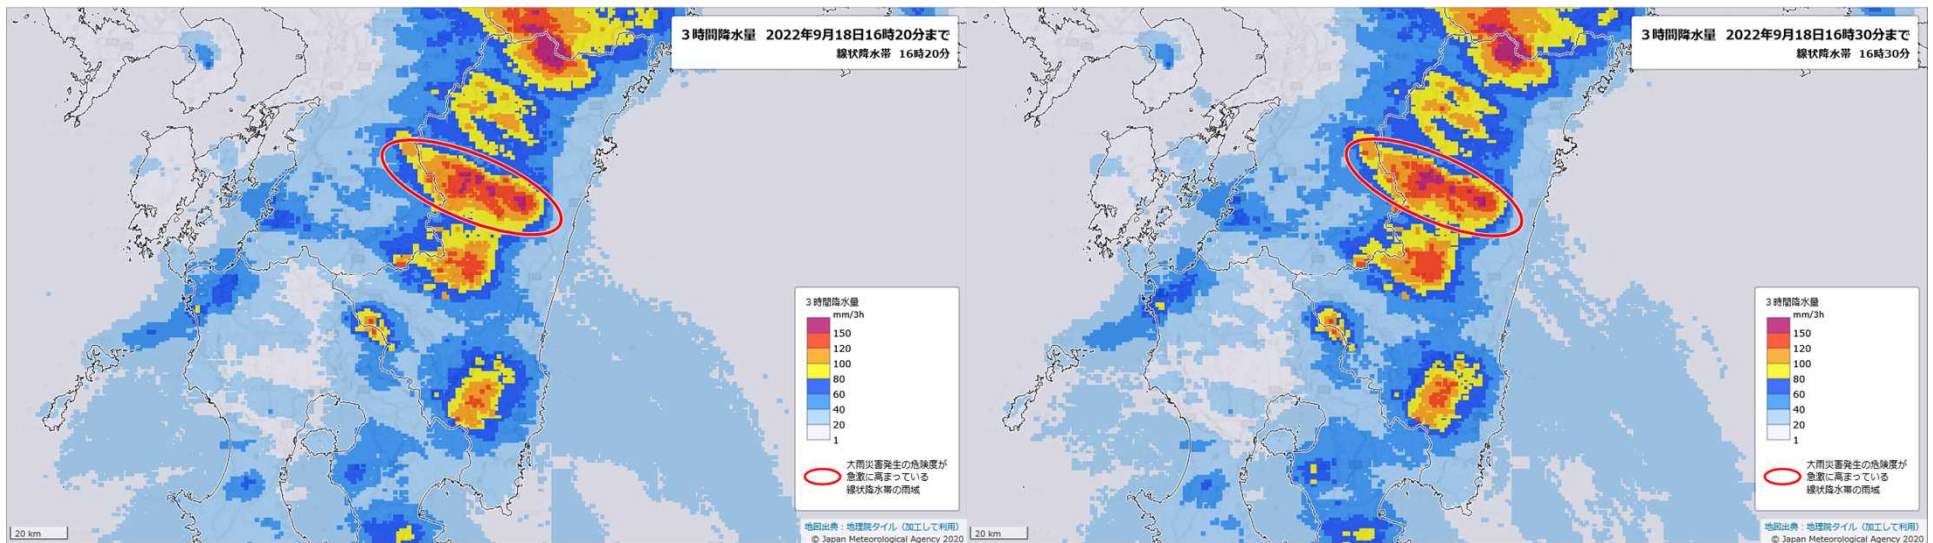 ３時間降水量 2022年9月18日16時20分まで
線状降水帯 16時20分
３時間降水量
mm/3h
150
120
100
80
60
40
20
1
大雨災害発生の危険度が
急激に高まっている
線状降水帯の雨域
20 km
地図出典：地理院タイル（加工して利用）
© Japan Meteorological Agency 2020
３時間降水量 2022年9月18日16時30分まで
線状降水帯 16時30分
３時間降水量
mm/3h
150
120
100
80
60
40
20
1
大雨災害発生の危険度が
急激に高まっている
線状降水帯の雨域
20 km
地図出典：地理院タイル（加工して利用）
© Japan Meteorological Agency 2020